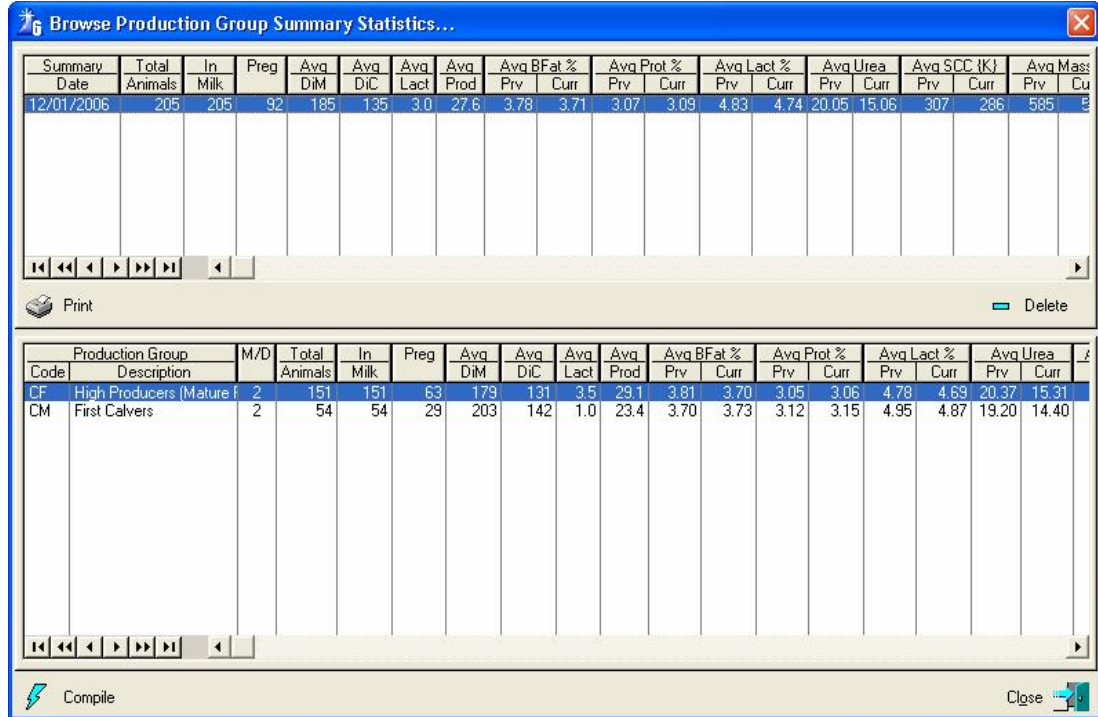 Browse Production Group Summary Statistics...
Summary Total In Preg Avg Avg Avg Avg Avg BFat % Avg Prot % Avg Lact % Avg Urea Avg SCC {K} Avg Mass
Date Animals Milk DiM DiC Lact Prod Prv Curr Prv Curr Prv Curr Prv Curr Prv Curr Prv Cu
12/01/2006 205 205 92 185 135 3.0 27.6 3.78 3.71 3.07 3.09 4.83 4.74 20.05 15.06 307 286 585 5
Print Delete
Production Group M/D Total In Preg Avg Avg Avg Avg Avg BFat % Avg Prot % Avg Lact % Avg Urea
Code Description Animals Milk DiM DiC Lact Prod Prv Curr Prv Curr Prv Curr Prv Curr
CF High Producers (Mature 2 151 151 63 179 131 3.5 29.1 3.81 3.70 3.05 3.06 4.78 4.69 20.37 15.31
CM First Calvers 2 54 54 29 203 142 1.0 23.4 3.70 3.73 3.12 3.15 4.95 4.87 19.20 14.40
Compile Close